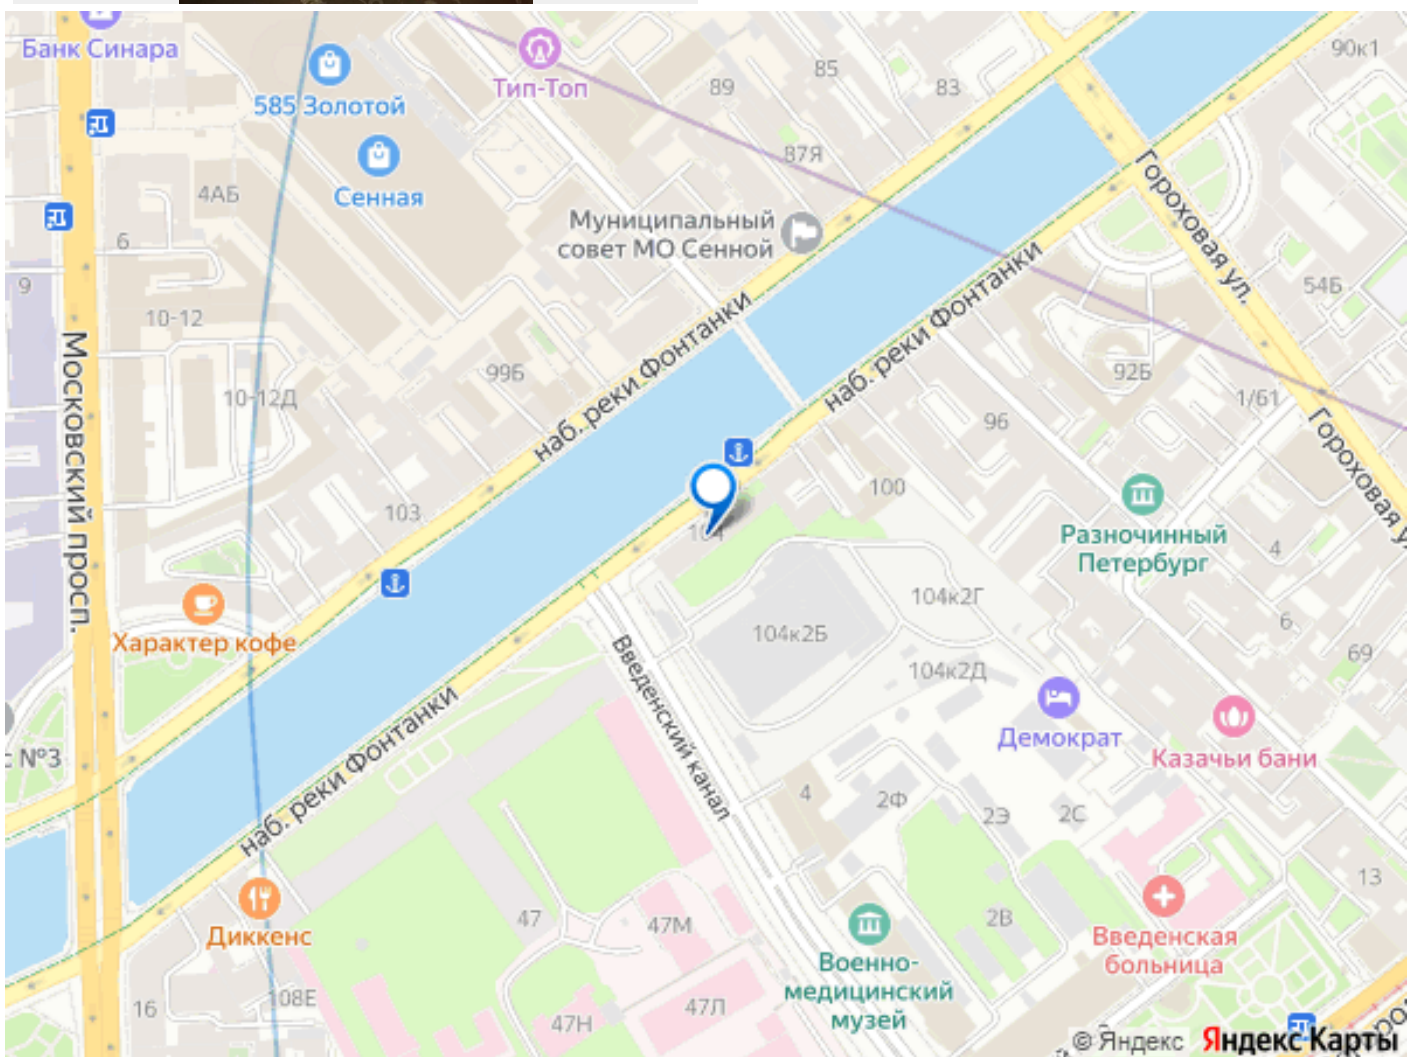 Банк Синара
585 Золотой
Тип-Топ
89
85
83
90к1
87Я
4АБ
Сенная
Муниципальный
совет МО Сенной
Гороховая ул.
6
9
10-12
54Б
наб. реки Фонтанки
наб. реки Фонтанки
Московский просп.
99Б
10-12Д
92Б
1/61
96
Гороховая
103
100
104
Разночинный
Петербург
4
104к2Г
104к2Б
6
69
Характер кофе
Введенский канал
104к2Д
Демократ
Казачьи бани
с №3
наб. реки Фонтанки
4
2Ф
2Э
2С
13
Диккенс
47
47М
2В
Введенская
больница
Военно-
медицинский
музей
16
108Е
47Н
47Л
© Яндекс Яндекс Карты